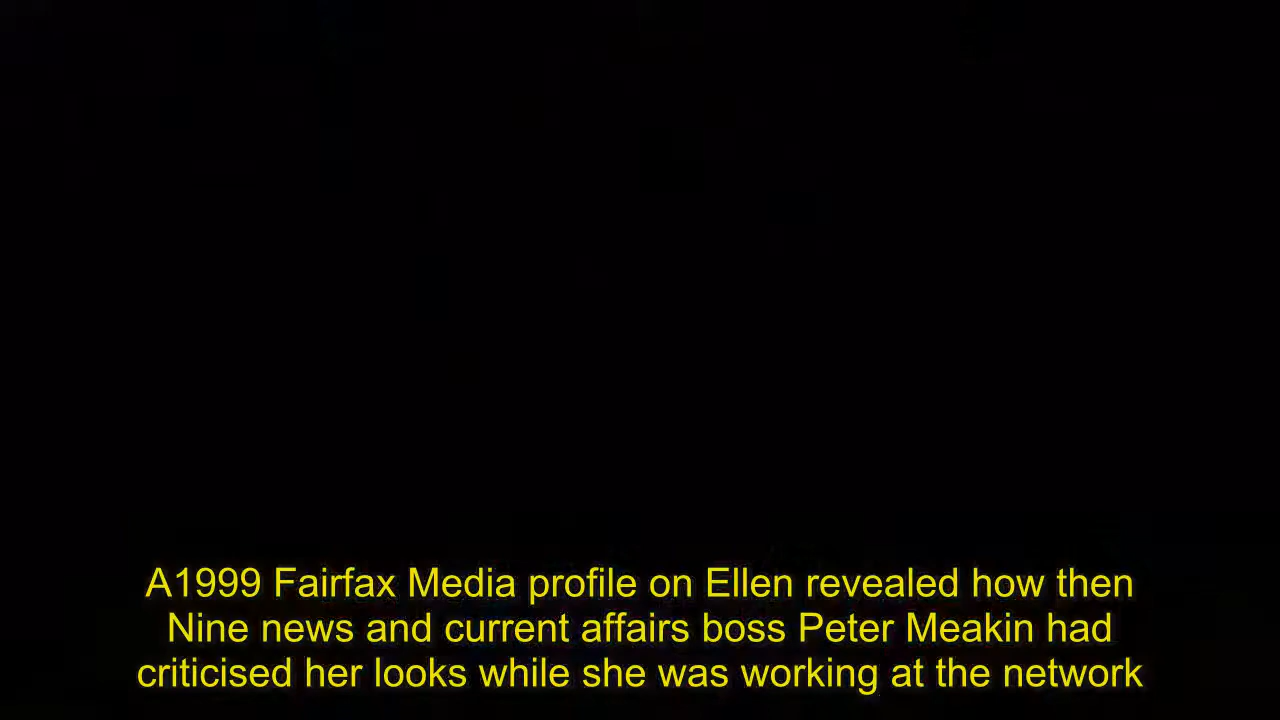 A1999 Fairfax Media profile on Ellen revealed how then
Nine news and current affairs boss Peter Meakin had
criticised her looks while she was working at the network